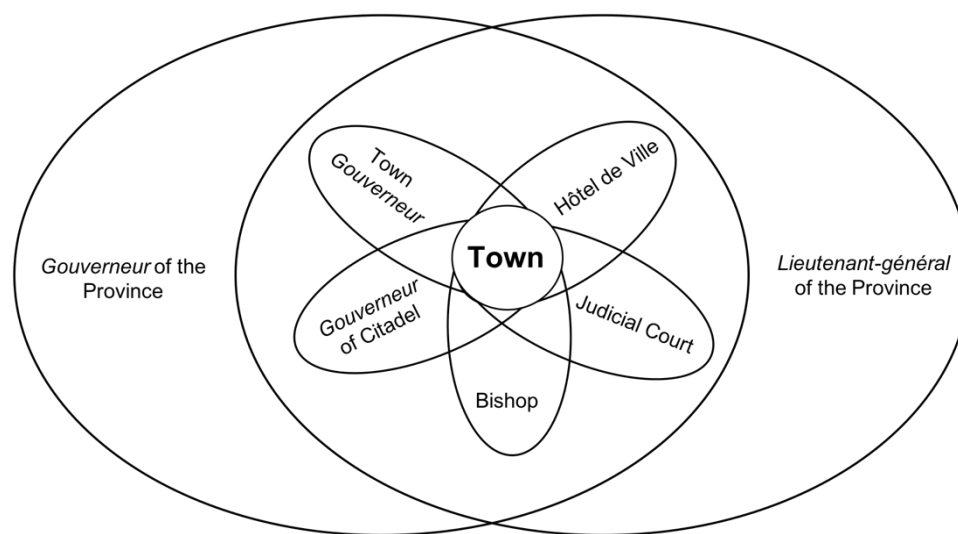 Town
Gouverneur
Hôtel de Ville
Gouverneur of the
Province
Town
Lieutenant-général
of the Province
Gouverneur
of Citadel
Judicial Court
Bishop